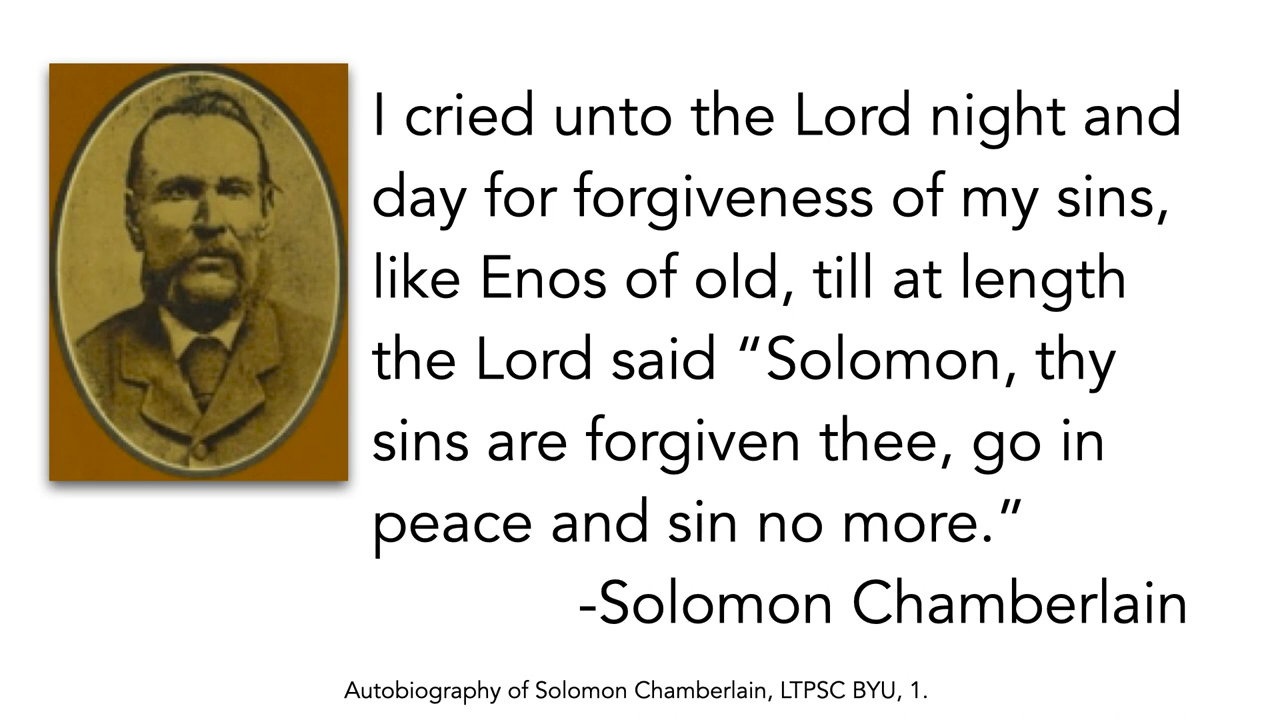 I cried unto the Lord night and
day for forgiveness of my sins,
like Enos of old, till at length
the Lord said “Solomon, thy
sins are forgiven thee, go in
peace and sin no more.”
-Solomon Chamberlain
Autobiography of Solomon Chamberlain, LTPSC BYU, 1.